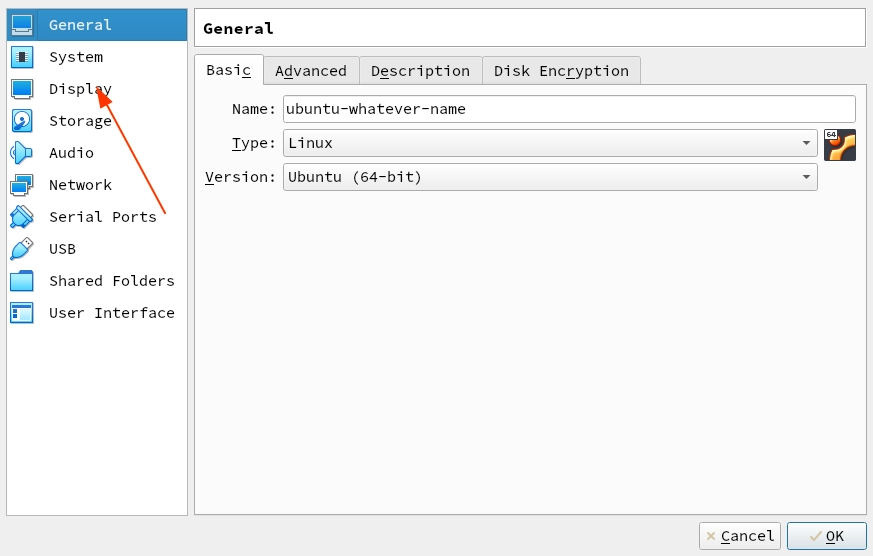 General
System
Display
Storage
Audio
Network
Serial Ports
USB
Shared Folders
User Interface
General
Basic Advanced Description Disk Encryption
Name: ubuntu-whatever-name
Type: Linux
64
Version: Ubuntu (64-bit)
Cancel OK